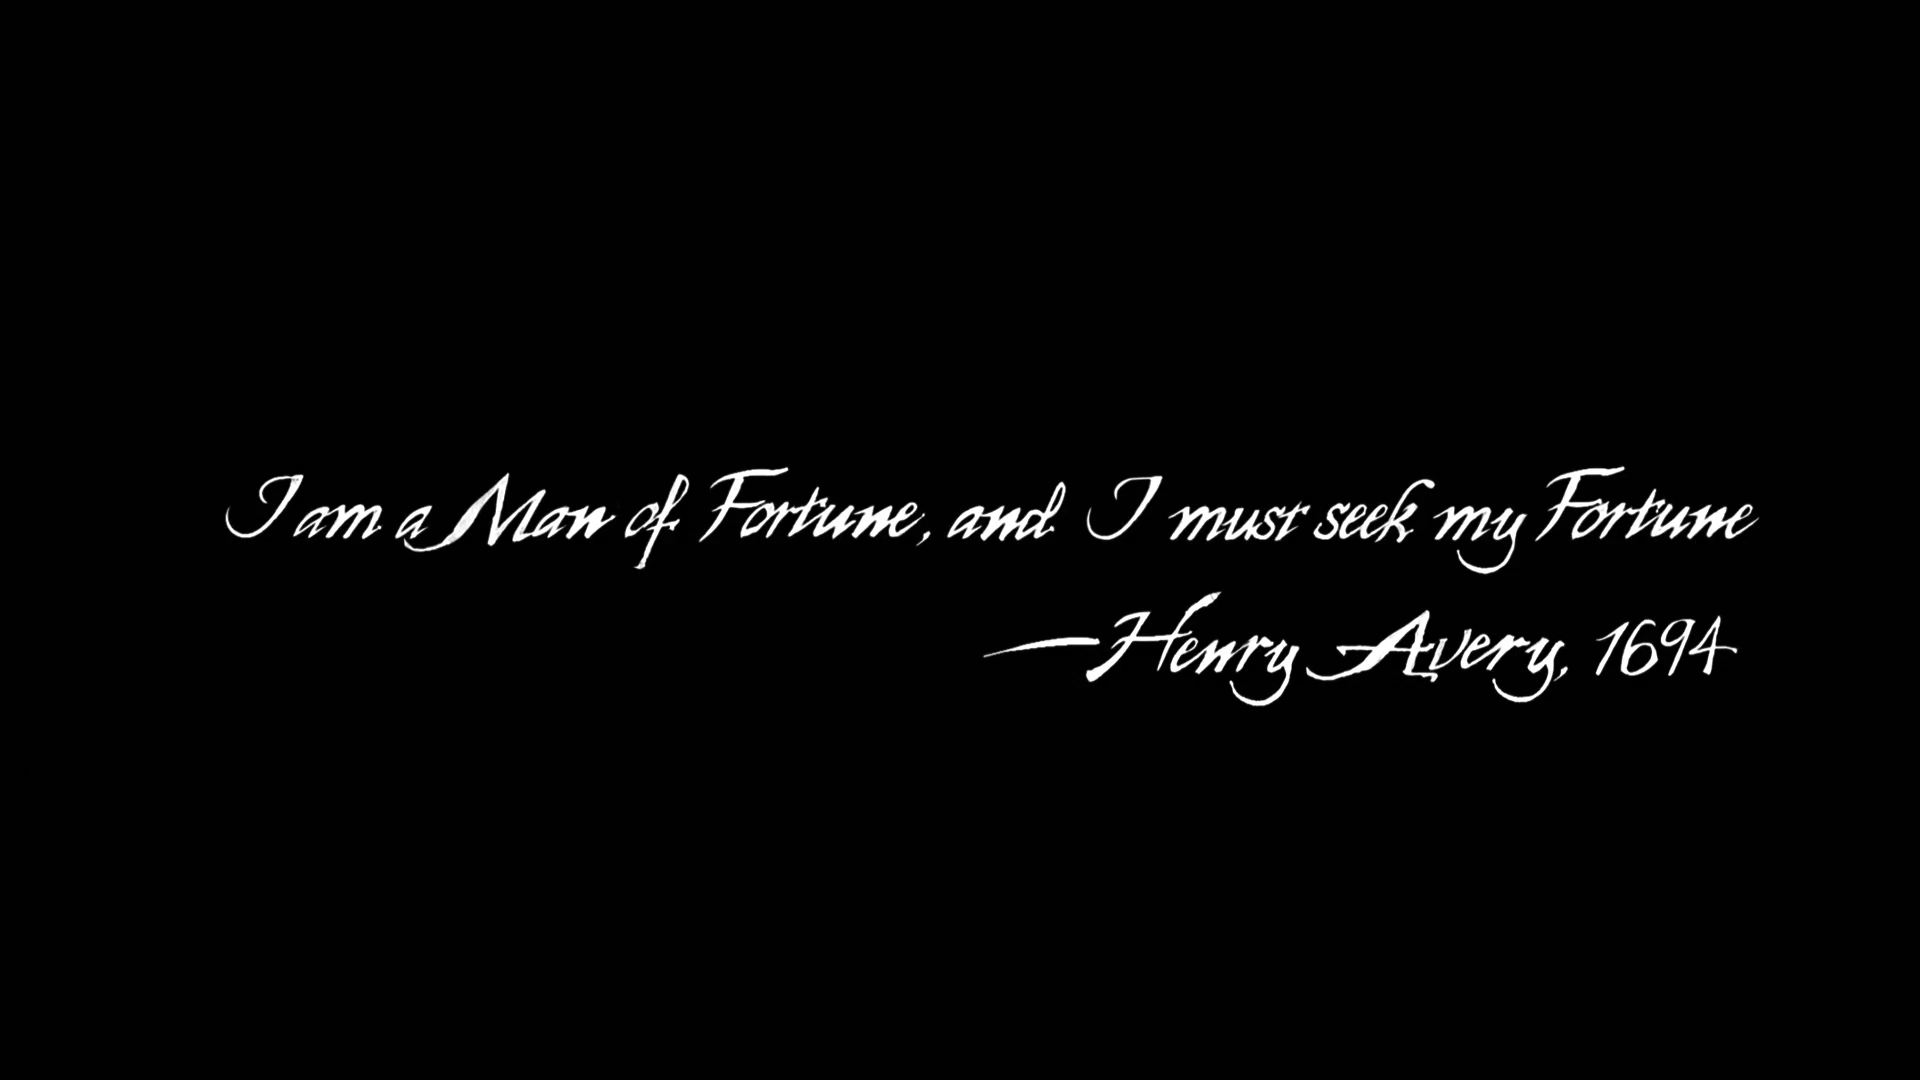 I am a Man of Fortune, and I must seek my Fortune
—Henry Avery, 1694